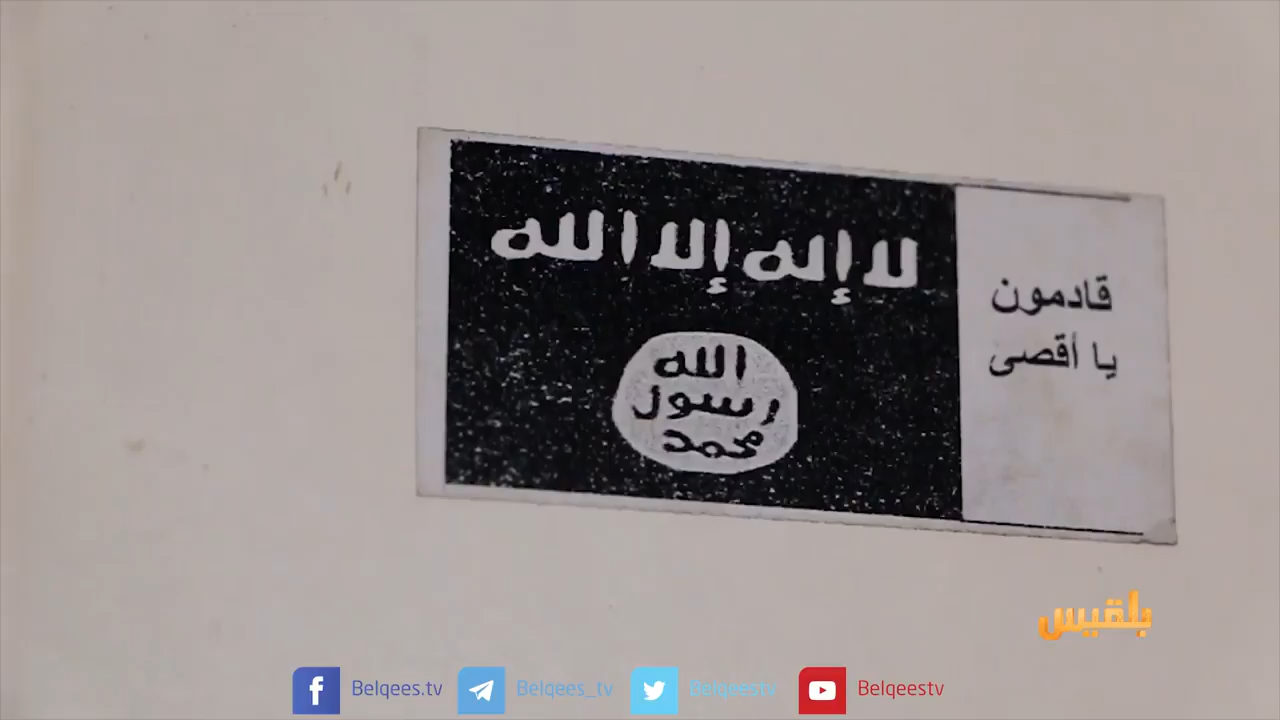 لا إله إلا الله
الله
رسول
محمد
قادمون
يا أقصى
بلقيس
Belqees.tv
Belqees_tv
Belqeestv
Belqeestv